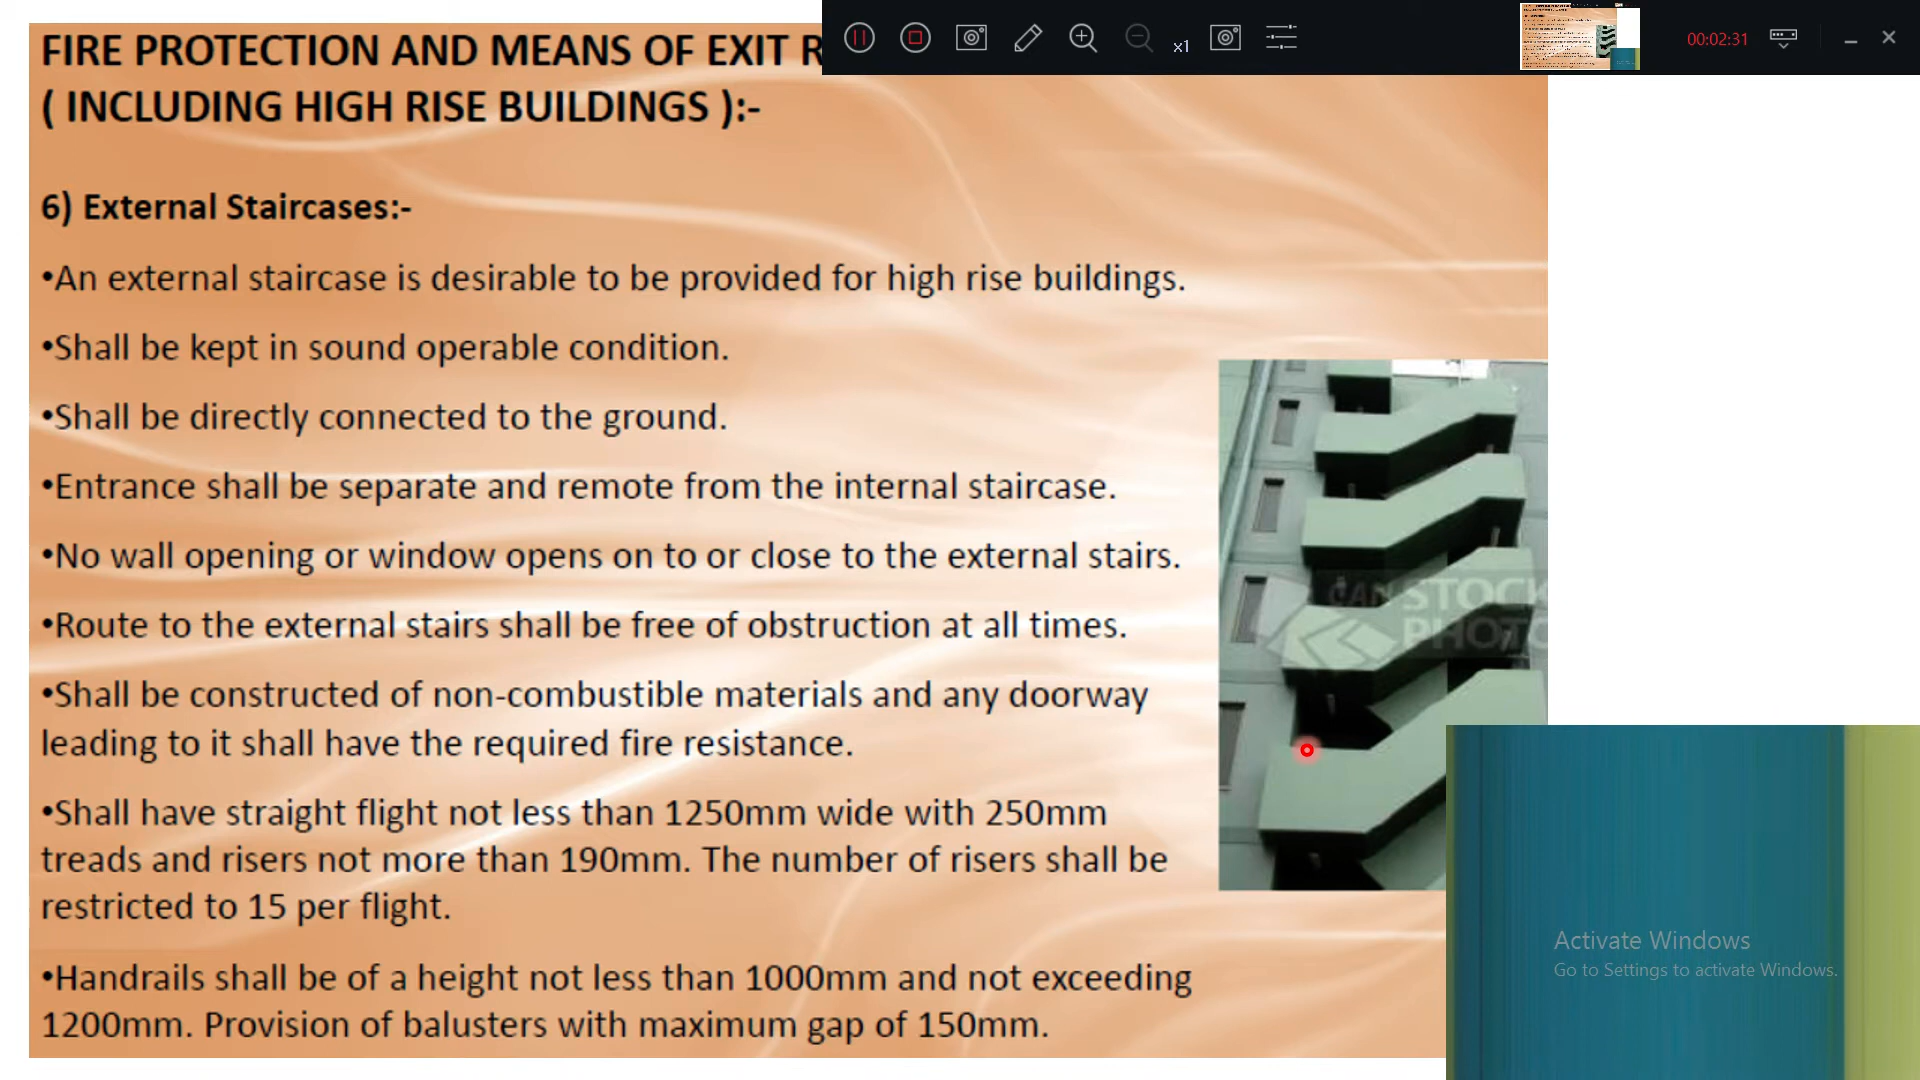 FIRE PROTECTION AND MEANS OF EXIT R
( INCLUDING HIGH RISE BUILDINGS ):-
x1
00:02:31
6) External Staircases:-
•An external staircase is desirable to be provided for high rise buildings.
•Shall be kept in sound operable condition.
•Shall be directly connected to the ground.
•Entrance shall be separate and remote from the internal staircase.
•No wall opening or window opens on to or close to the external stairs.
•Route to the external stairs shall be free of obstruction at all times.
•Shall be constructed of non-combustible materials and any doorway
leading to it shall have the required fire resistance.
•Shall have straight flight not less than 1250mm wide with 250mm
treads and risers not more than 190mm. The number of risers shall be
restricted to 15 per flight.
•Handrails shall be of a height not less than 1000mm and not exceeding
1200mm. Provision of balusters with maximum gap of 150mm.
CAN STOCK
PHOTO
Activate Windows
Go to Settings to activate Windows.